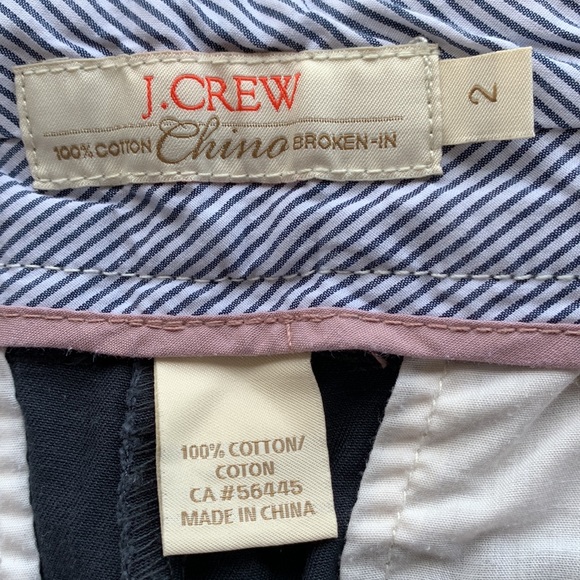 J.CREW
100% COTTON Chino BROKEN-IN
2
100% COTTON/
COTON
CA #56445
MADE IN CHINA